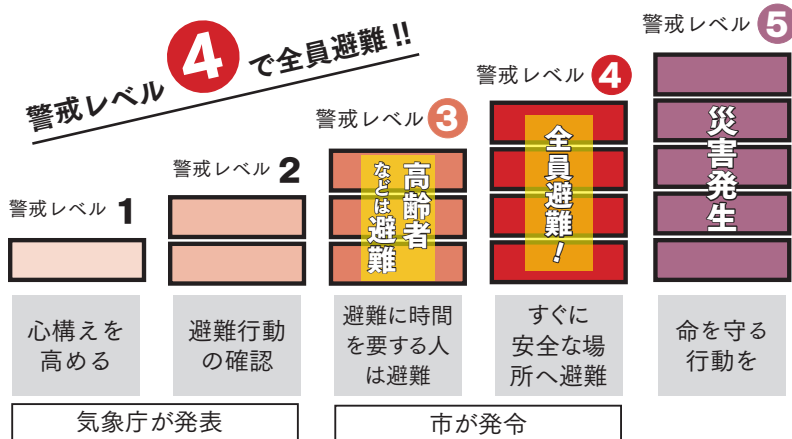 警戒レベル4で全員避難!!
警戒レベル1
心構えを
高める
警戒レベル2
避難行動
の確認
警戒レベル3
高齢者
などは避難
避難に時間
を要する人
は避難
警戒レベル4
全員避難!
すぐに
安全な場
所へ避難
警戒レベル5
災害発生
命を守る
行動を
気象庁が発表
市が発令